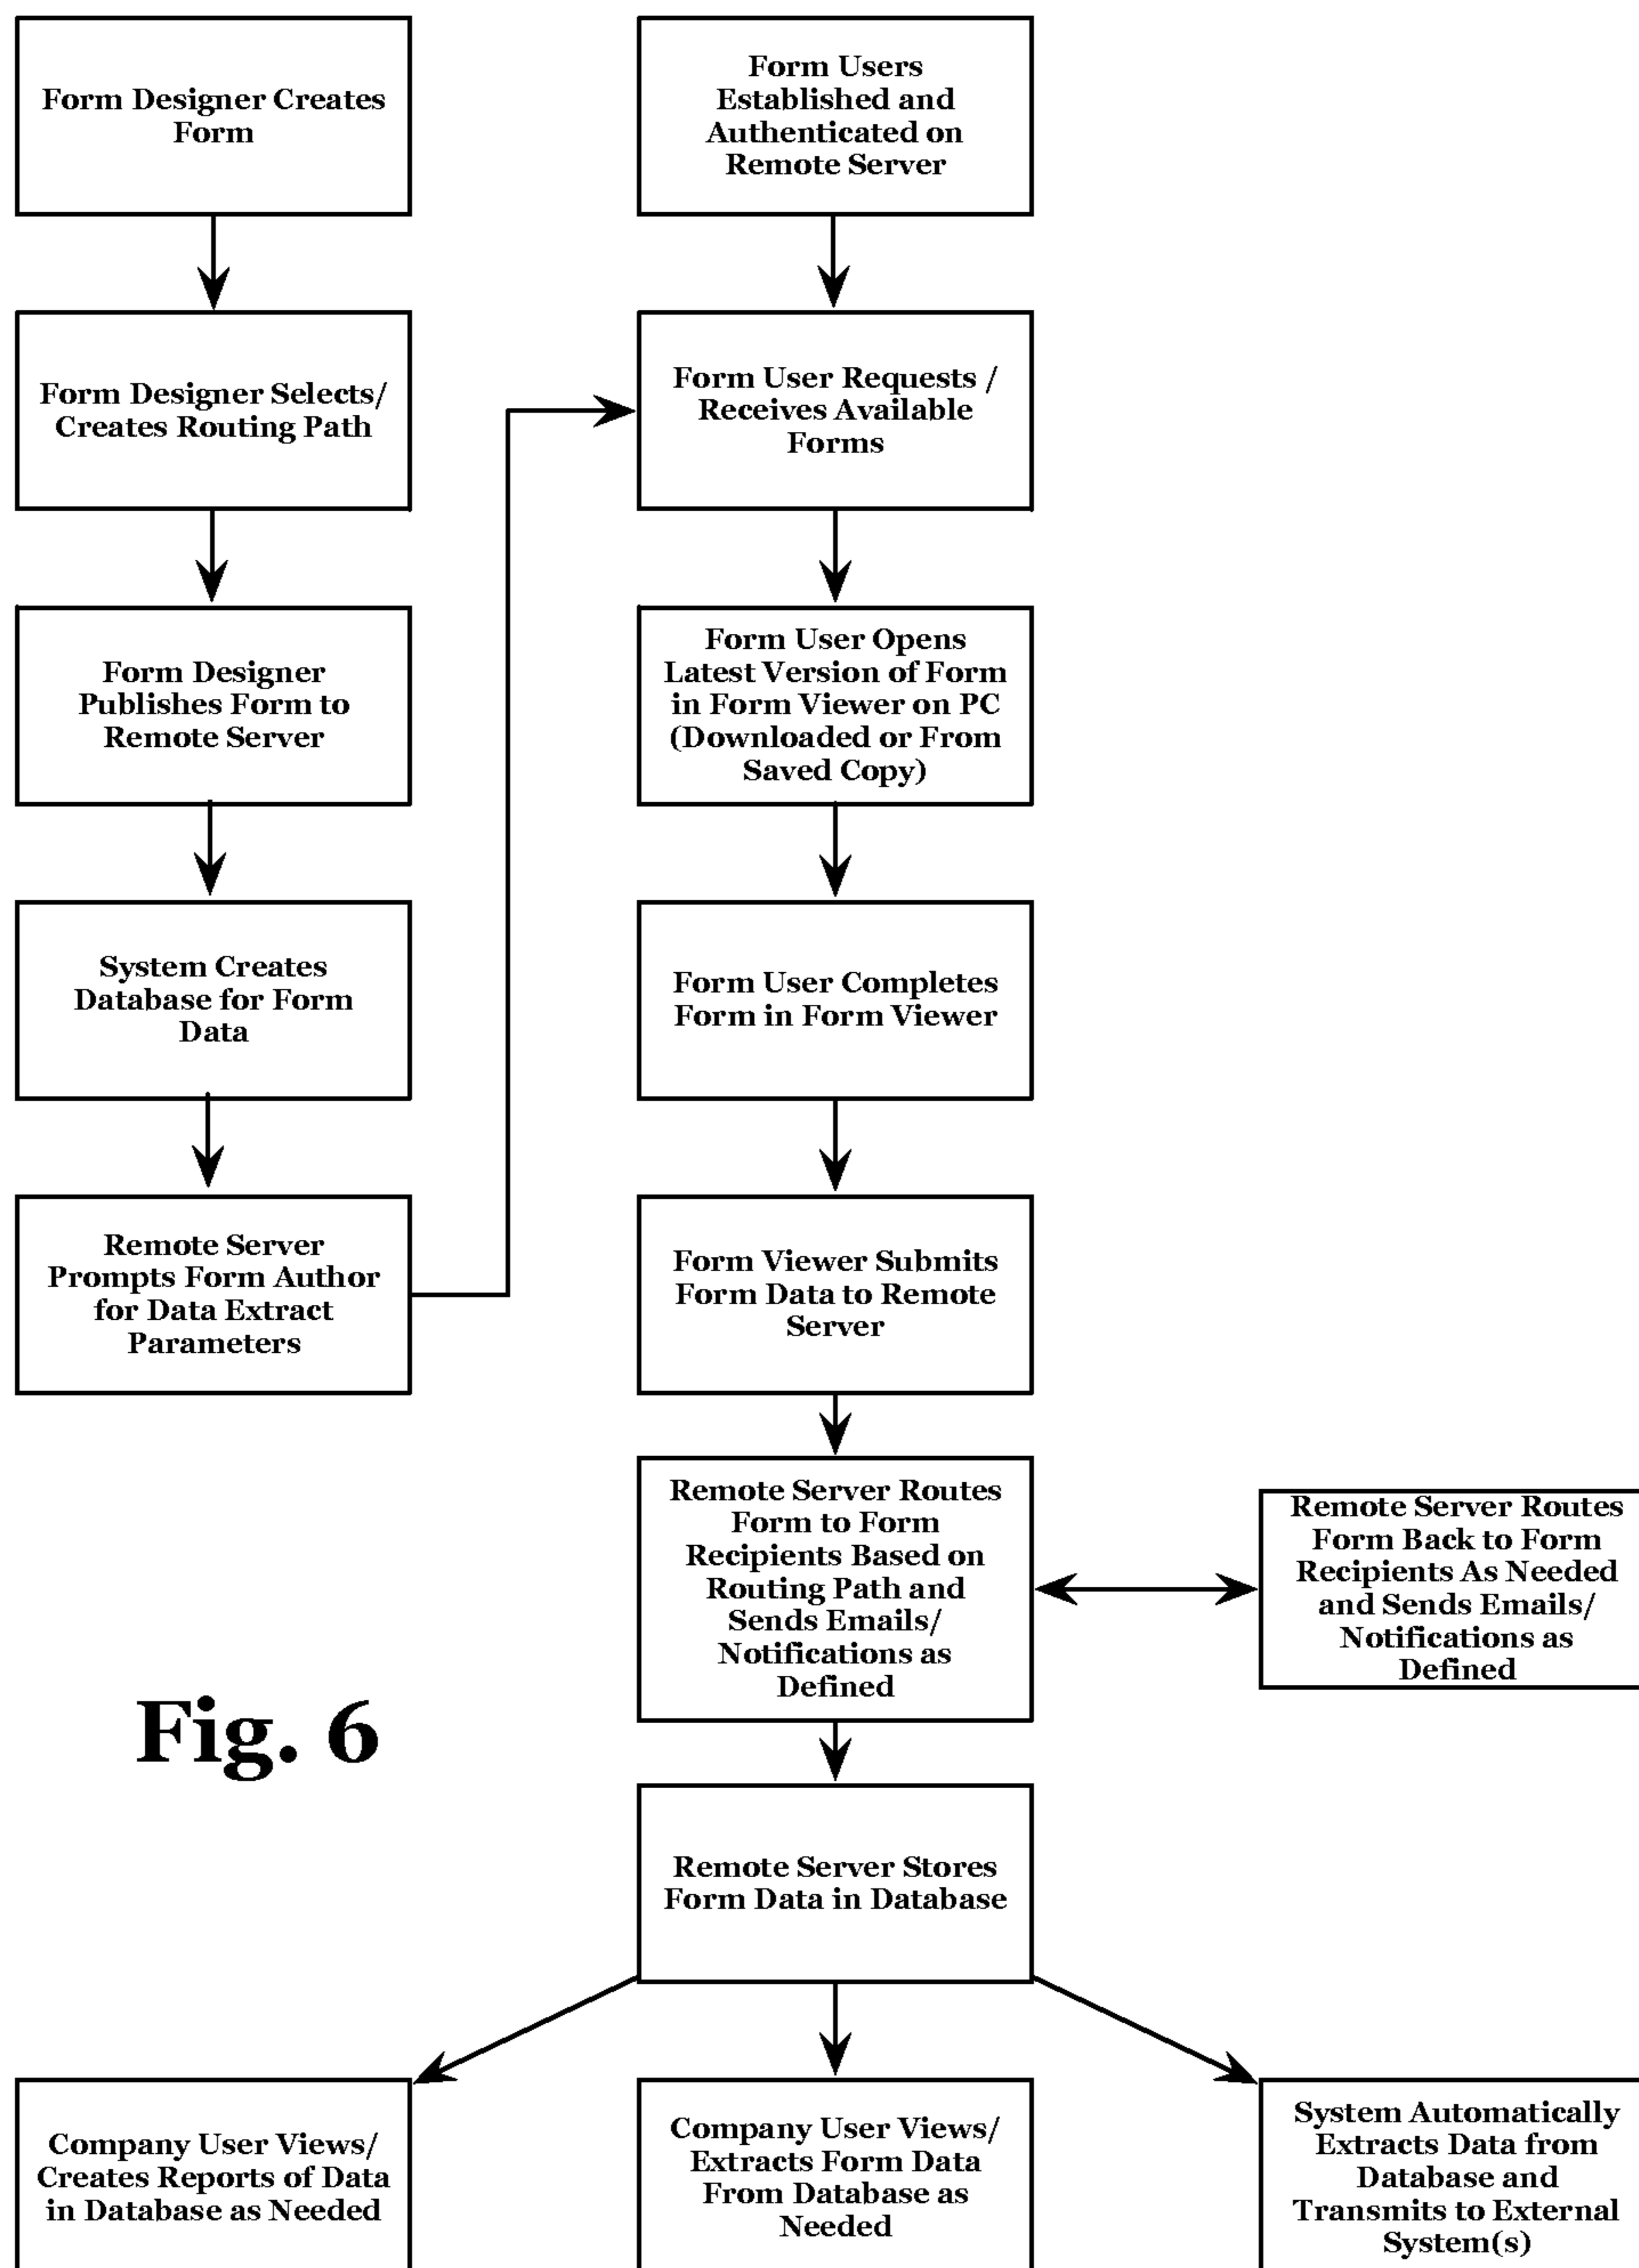 Form Designer Creates
Form
Form Designer Selects/
Creates Routing Path
Form Designer
Publishes Form to
Remote Server
System Creates
Database for Form
Data
Remote Server
Prompts Form Author
for Data Extract
Parameters
Form Users
Established and
Authenticated on
Remote Server
Form User Requests /
Receives Available
Forms
Form User Opens
Latest Version of Form
in Form Viewer on PC
(Downloaded or From
Saved Copy)
Form User Completes
Form in Form Viewer
Form Viewer Submits
Form Data to Remote
Server
Remote Server Routes
Form to Form
Recipients Based on
Routing Path and
Sends Emails/
Notifications as
Defined
Remote Server Routes
Form Back to Form
Recipients As Needed
and Sends Emails/
Notifications as
Defined
Fig. 6
Remote Server Stores
Form Data in Database
Company User Views/
Creates Reports of Data
in Database as Needed
Company User Views/
Extracts Form Data
From Database as
Needed
System Automatically
Extracts Data from
Database and
Transmits to External
System(s)